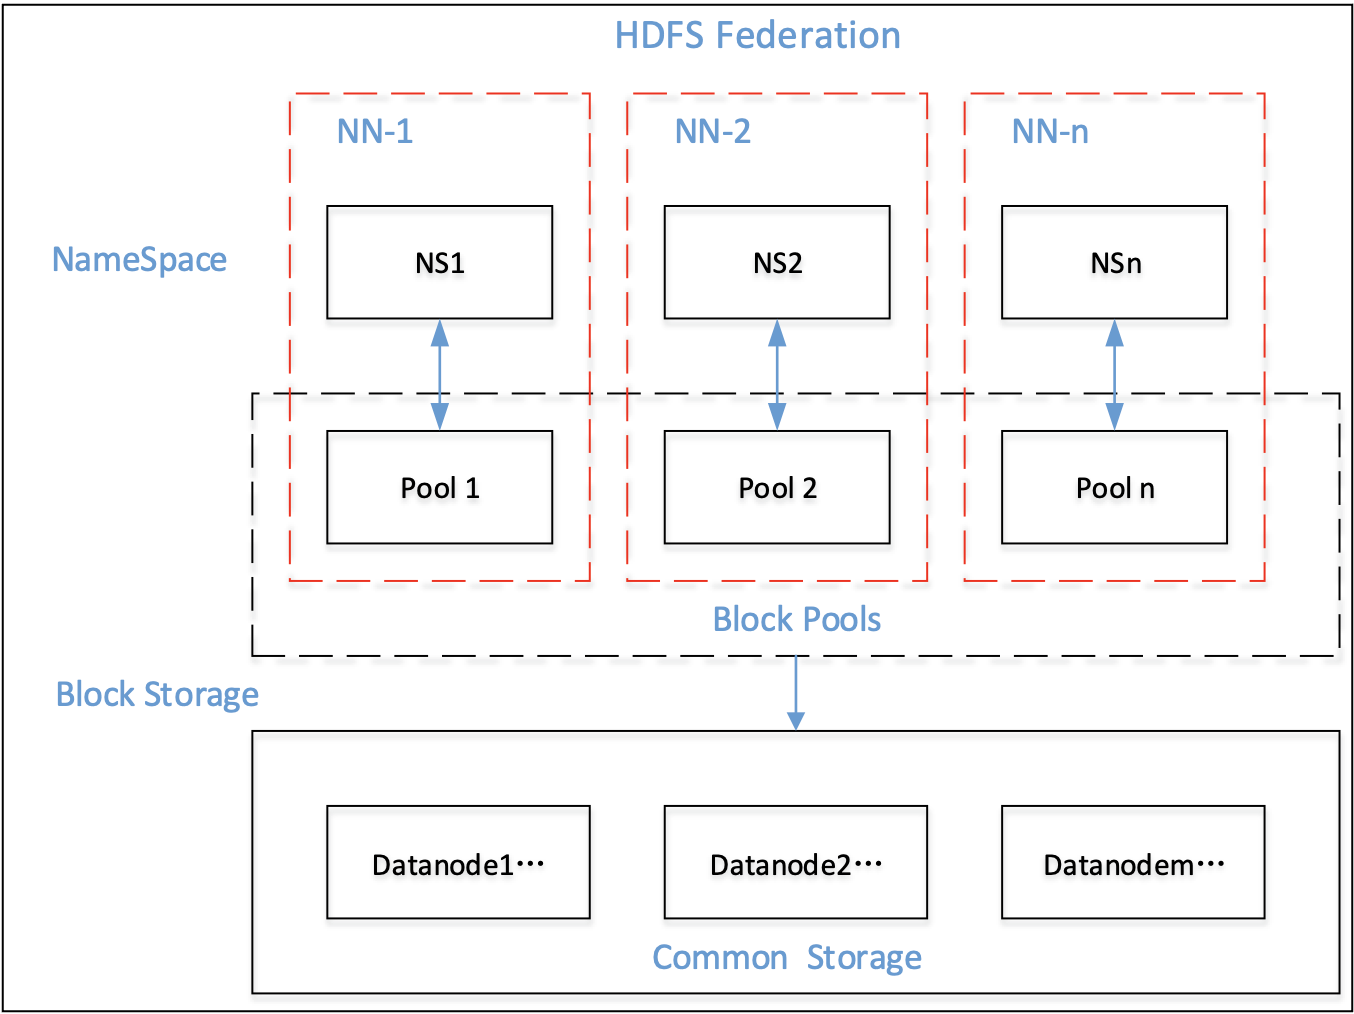 HDFS Federation
NN-1
NN-2
NN-n
NameSpace
NS1
NS2
NSn
Pool 1
Pool 2
Pool n
Block Pools
Block Storage
Datanode1⋯
Datanode2⋯
Datanodem⋯
Common Storage